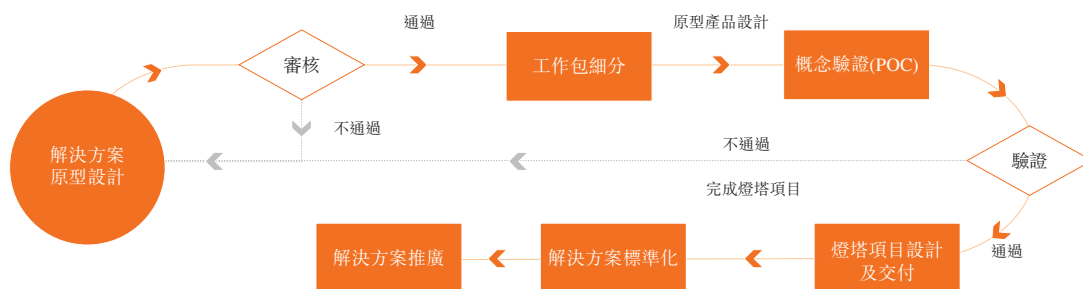 通過
原型產品設計
審核
工作包細分
概念驗證(POC)
不通過
解決方案
原型設計
不通過
驗證
完成燈塔項目
解決方案推廣
解決方案標準化
燈塔項目設計
及交付
通過